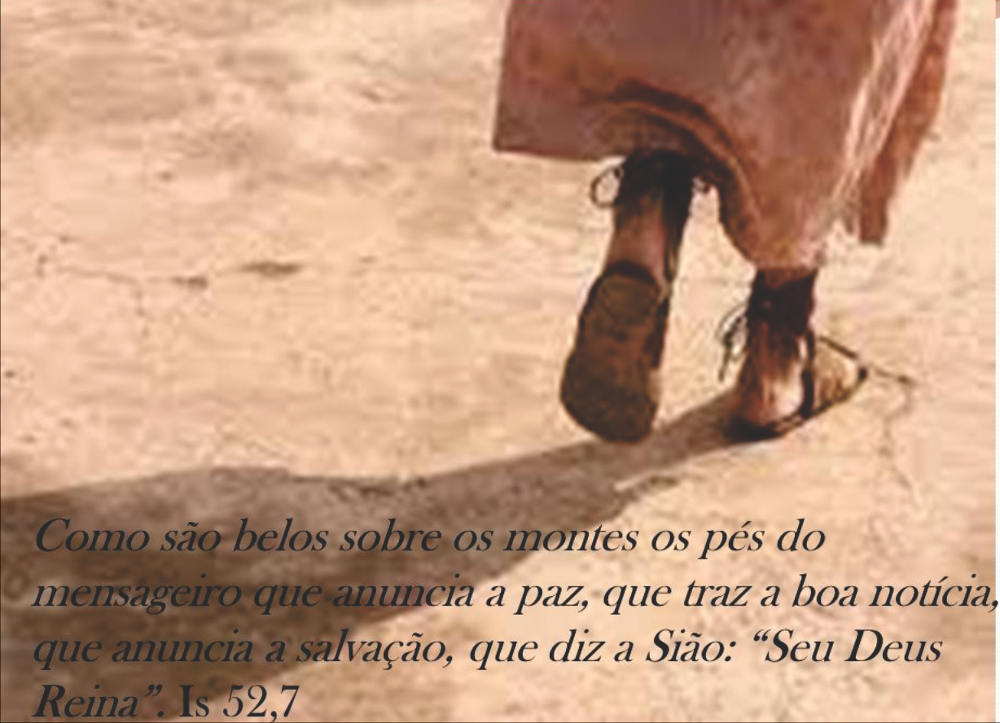 Como são belos sobre os montes os pés do
mensageiro que anuncia a paz, que traz a boa notícia,
que anuncia a salvação, que diz a Sião: “Seu Deus
Reina”. Is 52,7